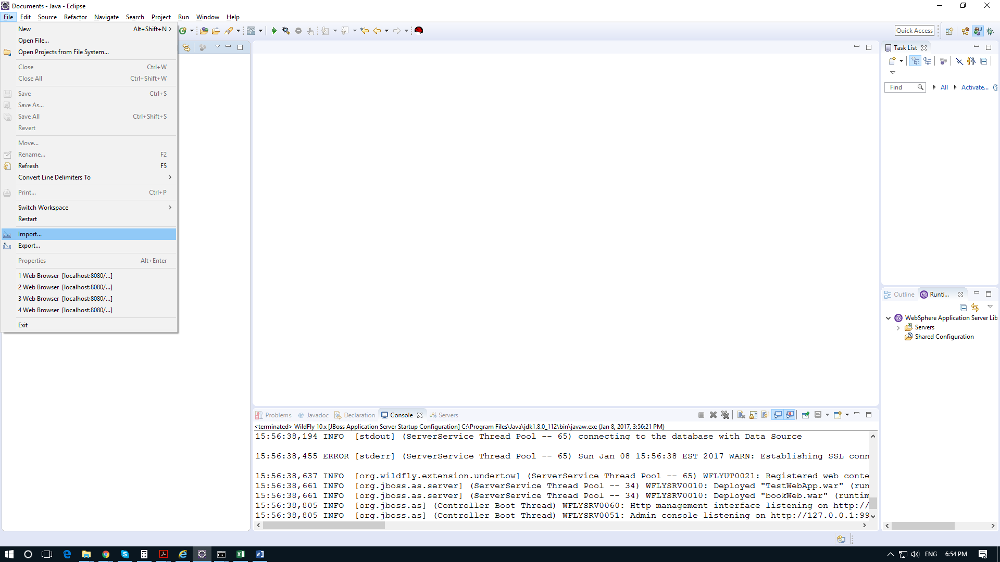 Documents - Java - Eclipse
File Edit Source Refactor Navigate Search Project Run Window Help
New Alt+Shift+N
Open File...
Open Projects from File System...
Close Ctrl+W
Close All Ctrl+Shift+W
Save Ctrl+S
Save As...
Save All Ctrl+Shift+S
Revert
Move...
Rename... F2
Refresh F5
Convert Line Delimiters To
Print... Ctrl+P
Switch Workspace
Restart
Import...
Export...
Properties Alt+Enter
1 Web Browser [localhost:8080/...]
2 Web Browser [localhost:8080/...]
3 Web Browser [localhost:8080/...]
4 Web Browser [localhost:8080/...]
Exit
Quick Access
Task List
Find All Activate...
Outline Runti...
WebSphere Application Server Lib
Servers
Shared Configuration
Problems @ Javadoc Declaration Console Servers
<terminated> WildFly 10.x [JBoss Application Server Startup Configuration] C:\Program Files\Java\jdk1.8.0_112\bin\javaw.exe (Jan 8, 2017, 3:56:21 PM)
15:56:38,194 INFO [stdout] (ServerService Thread Pool -- 65) connecting to the database with Data Source
15:56:38,455 ERROR [stderr] (ServerService Thread Pool -- 65) Sun Jan 08 15:56:38 EST 2017 WARN: Establishing SSL conn
15:56:38,637 INFO [org.wildfly.extension.undertow] (ServerService Thread Pool -- 65) WFLYUT0021: Registered web conte
15:56:38,661 INFO [org.jboss.as.server] (ServerService Thread Pool -- 34) WFLYSRV0010: Deployed "TestWebApp.war" (run
15:56:38,661 INFO [org.jboss.as.server] (ServerService Thread Pool -- 34) WFLYSRV0010: Deployed "bookWeb.war" (runtim
15:56:38,805 INFO [org.jboss.as] (Controller Boot Thread) WFLYSRV0060: Http management interface listening on http://
15:56:38,805 INFO [org.jboss.as] (Controller Boot Thread) WFLYSRV0051: Admin console listening on http://127.0.0.1:99
ENG 6:54 PM